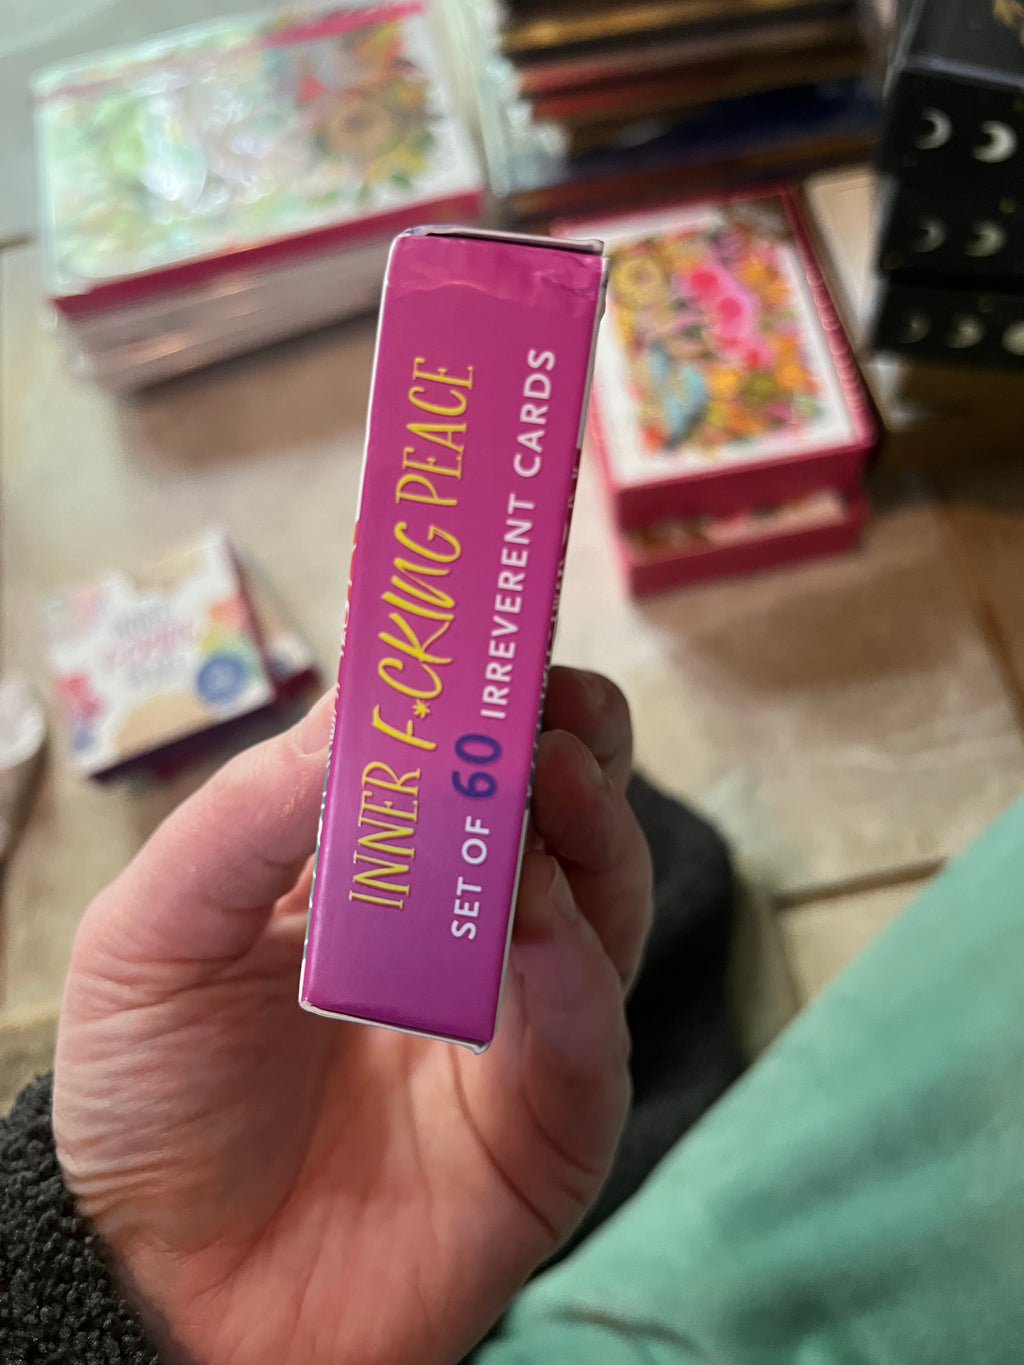 INNER F*CKING PEACE
SET OF 60 IRREVERENT CARDS